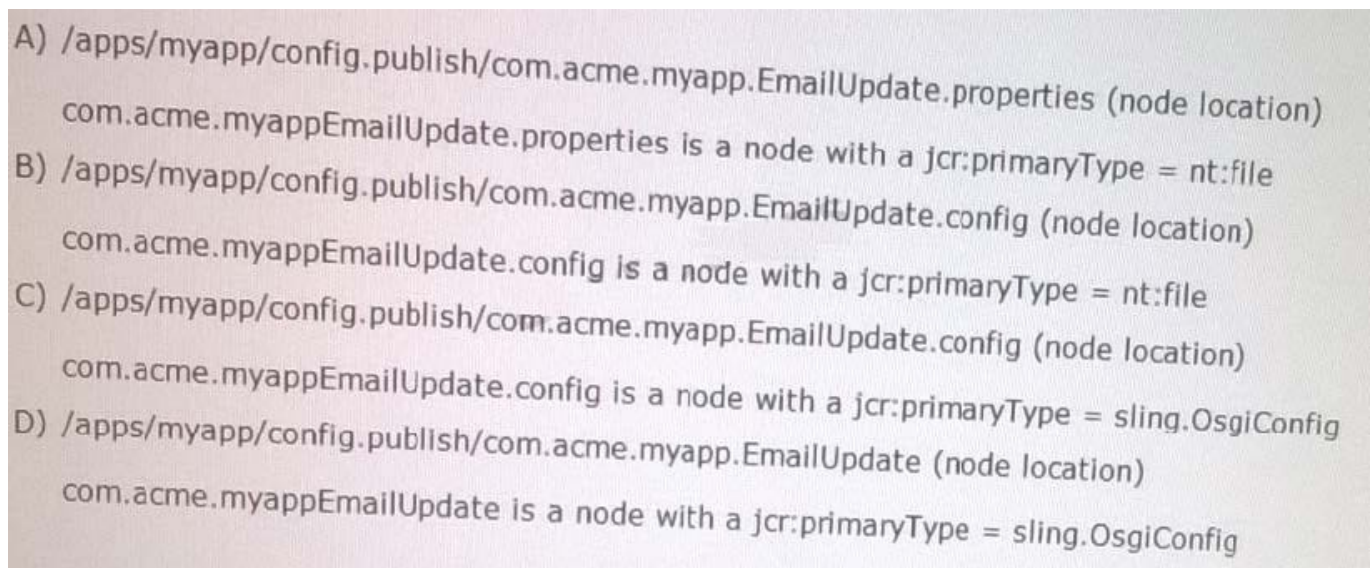 A) /apps/myapp/config.publish/com.acme.myapp.EmailUpdate.properties (node location)
com.acme.myappEmailUpdate.properties is a node with a jcr:primaryType = nt:file
B) /apps/myapp/config.publish/com.acme.myapp.EmailUpdate.config (node location)
com.acme.myappEmailUpdate.config is a node with a jcr:primaryType = nt:file
C) /apps/myapp/config.publish/com.acme.myapp.EmailUpdate.config (node location)
com.acme.myappEmailUpdate.config is a node with a jcr:primaryType = sling.OsgiConfig
D) /apps/myapp/config.publish/com.acme.myapp.EmailUpdate (node location)
com.acme.myappEmailUpdate is a node with a jcr:primaryType = sling.OsgiConfig